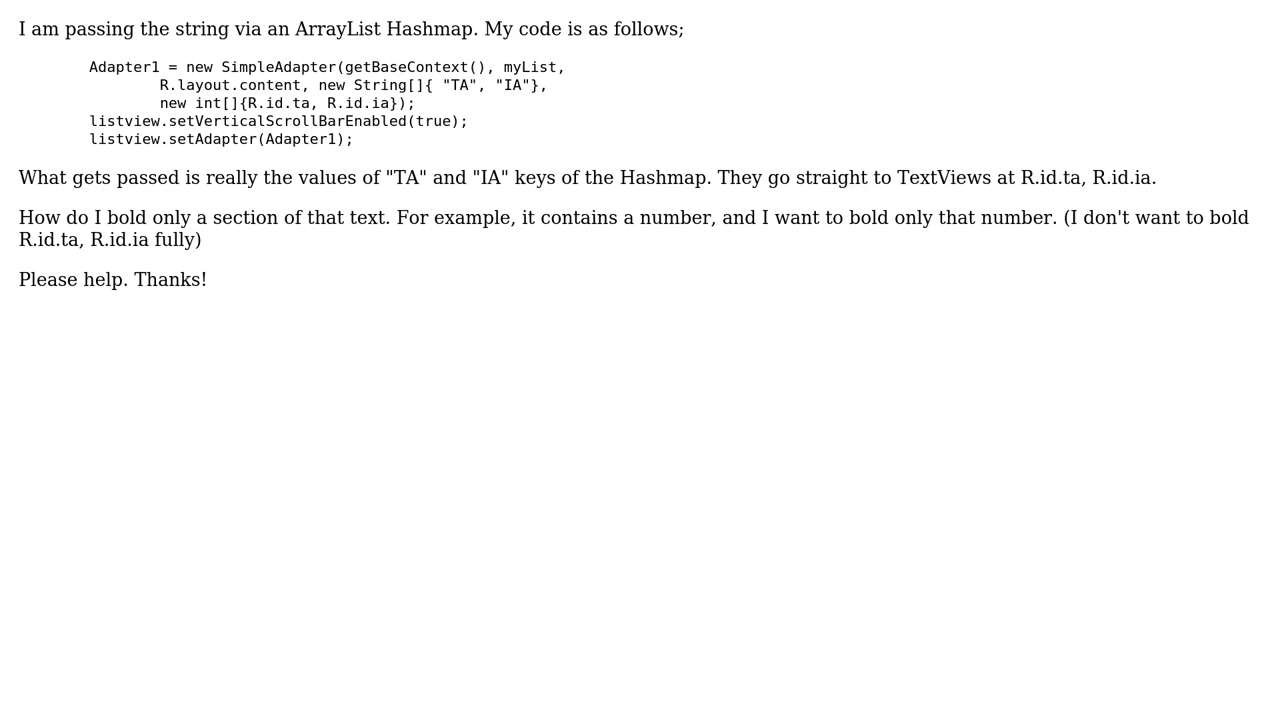 I am passing the string via an ArrayList Hashmap. My code is as follows;
Adapter1 = new SimpleAdapter(getBaseContext(), myList,
R.layout.content, new String[]{ "TA", "IA"},
new int[]{R.id.ta, R.id.ia});
listview.setVerticalScrollBarEnabled(true);
listview.setAdapter(Adapter1);
What gets passed is really the values of "TA" and "IA" keys of the Hashmap. They go straight to TextViews at R.id.ta, R.id.ia.
How do I bold only a section of that text. For example, it contains a number, and I want to bold only that number. (I don't want to bold
R.id.ta, R.id.ia fully)
Please help. Thanks!